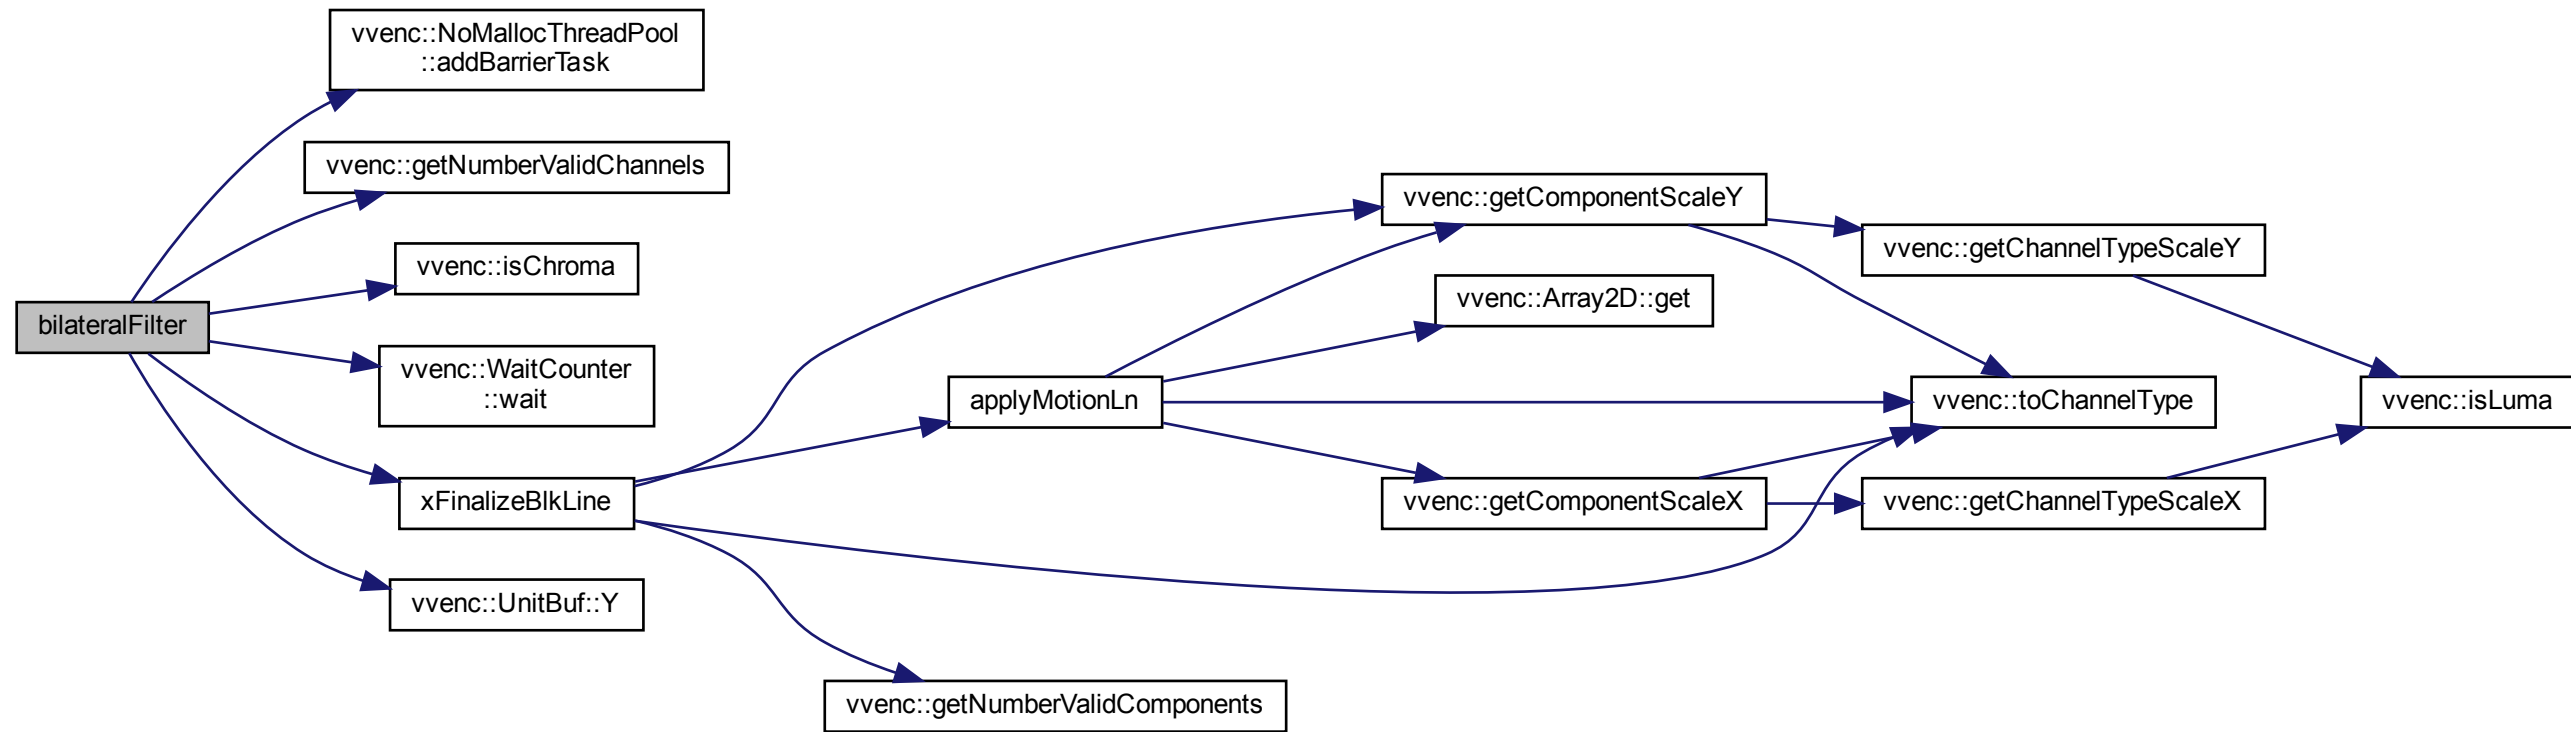 vvenc::NoMallocThreadPool
::addBarrierTask
vvenc::getNumberValidChannels
vvenc::isChroma
bilateralFilter
vvenc::WaitCounter
::wait
xFinalizeBlkLine
vvenc::UnitBuf::Y
applyMotionLn
vvenc::getNumberValidComponents
vvenc::getComponentScaleY
vvenc::Array2D::get
vvenc::getComponentScaleX
vvenc::getChannelTypeScaleY
vvenc::toChannelType
vvenc::getChannelTypeScaleX
vvenc::isLuma